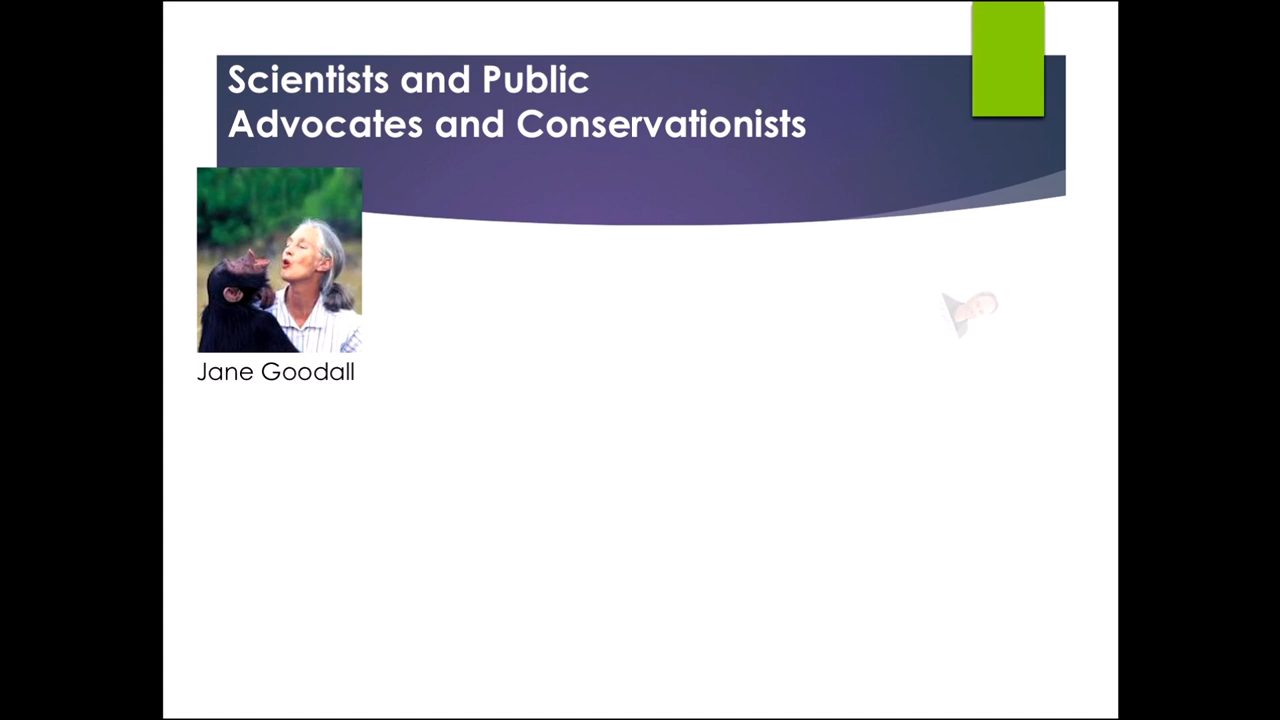 Scientists and Public
Advocates and Conservationists
Jane Goodall